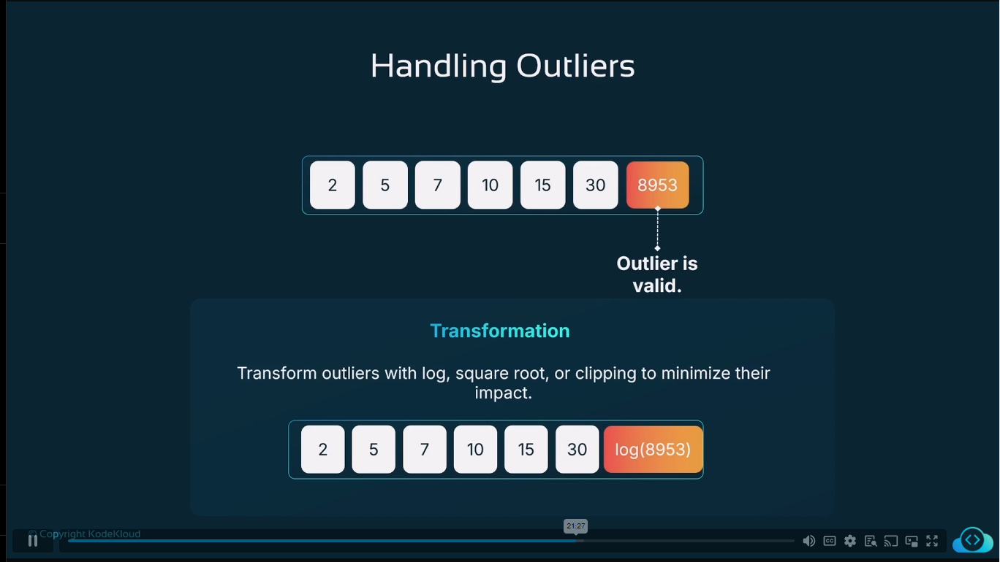 Handling Outliers
2 5 7 10 15 30 8953
Outlier is
valid.
Transformation
Transform outliers with log, square root, or clipping to minimize their
impact.
2 5 7 10 15 30 log(8953)
© Copyright KodeKloud
21:27
CC